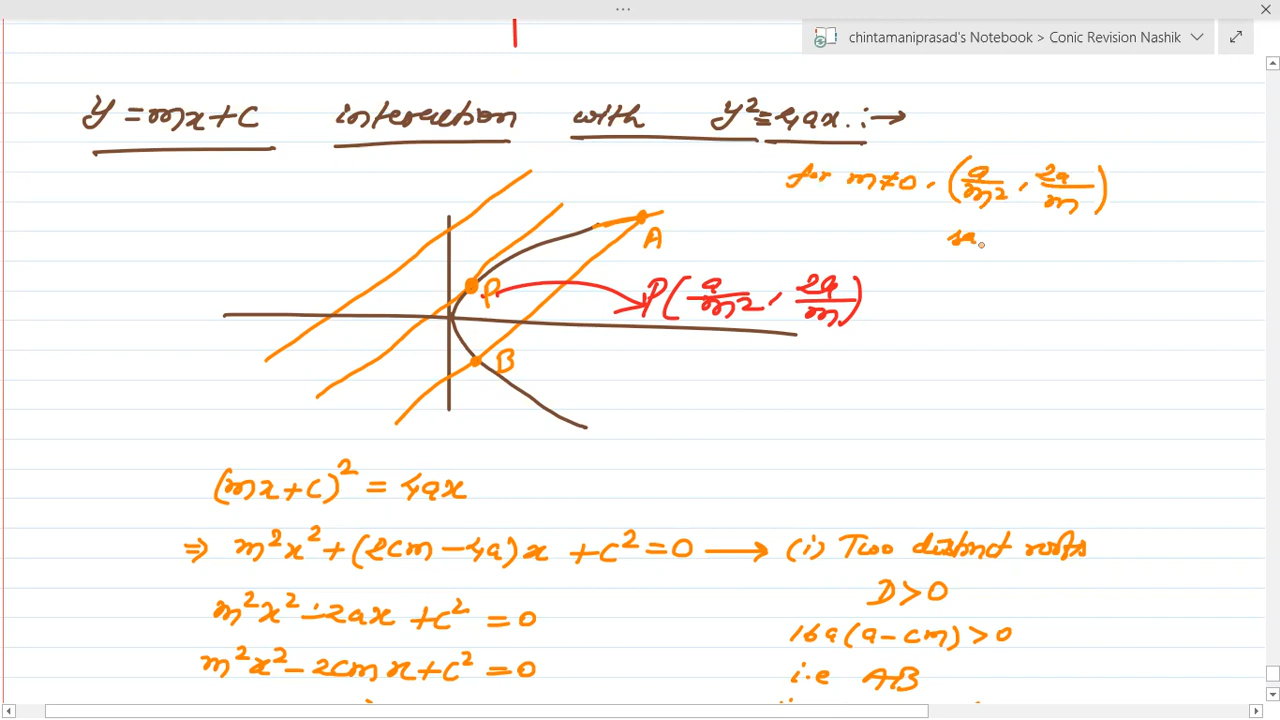 chintamaniprasad's Notebook > Conic Revision Nashik
Y = mx + c interaction with y² = 4ax :→
for m ≠ 0, (a/m², 2a/m)
sa
A
P P(a/m², 2a/m)
B
(mx + c)² = 4ax
⇒ m²x² + (2cm − 4a)x + c² = 0 ⟶ (i) Two distinct roots
D > 0
m²x² − 2ax + c² = 0
16a(a − cm) > 0
m²x² − 2cmx + c² = 0
i.e AB